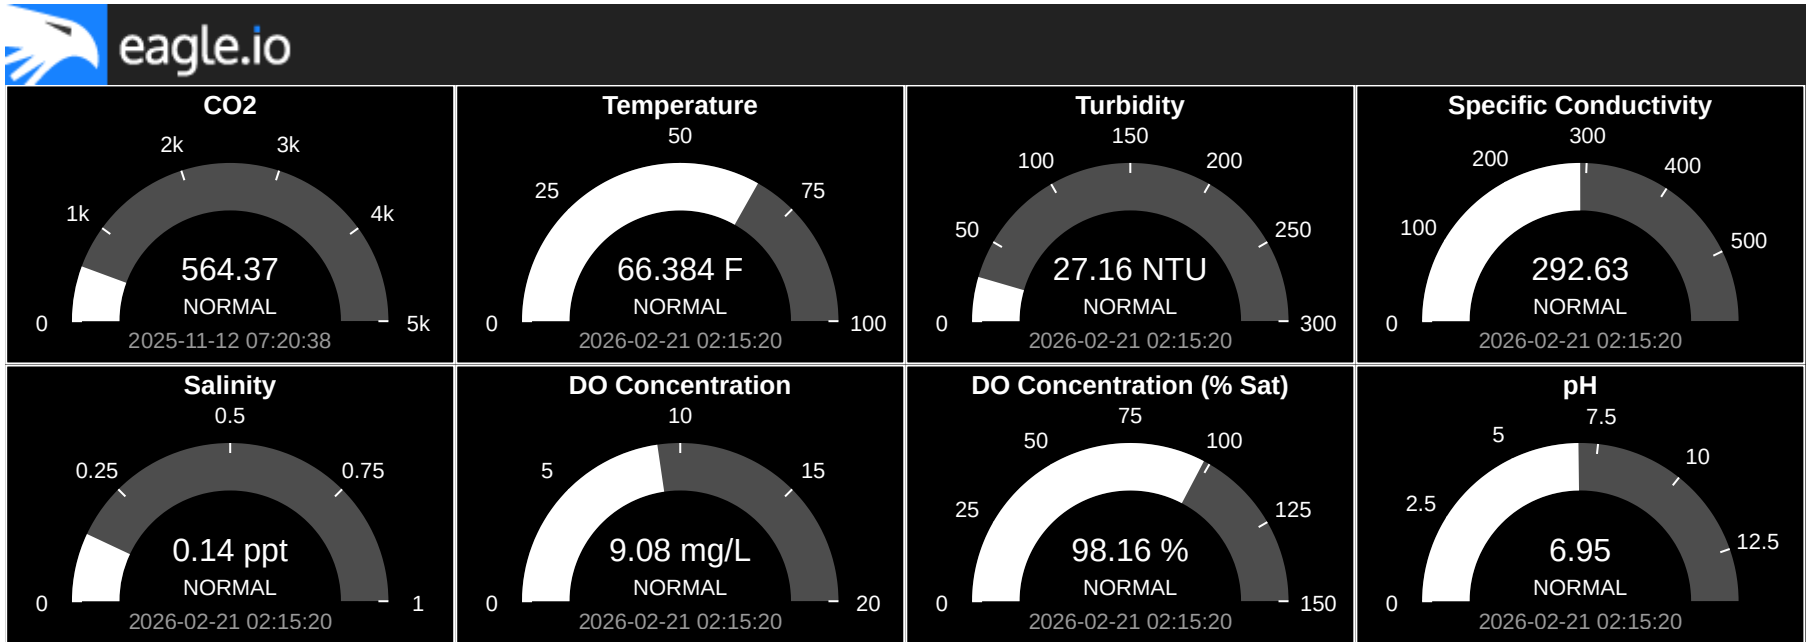 eagle.io
CO2
0
1k
2k
3k
4k
5k
564.37
NORMAL
2025-11-12 07:20:38
Temperature
0
25
50
75
100
66.384 F
NORMAL
2026-02-21 02:15:20
Turbidity
0
50
100
150
200
250
300
27.16 NTU
NORMAL
2026-02-21 02:15:20
Specific Conductivity
0
100
200
300
400
500
292.63
NORMAL
2026-02-21 02:15:20
Salinity
0
0.25
0.5
0.75
1
0.14 ppt
NORMAL
2026-02-21 02:15:20
DO Concentration
0
5
10
15
20
9.08 mg/L
NORMAL
2026-02-21 02:15:20
DO Concentration (% Sat)
0
25
50
75
100
125
150
98.16 %
NORMAL
2026-02-21 02:15:20
pH
0
2.5
5
7.5
10
12.5
6.95
NORMAL
2026-02-21 02:15:20